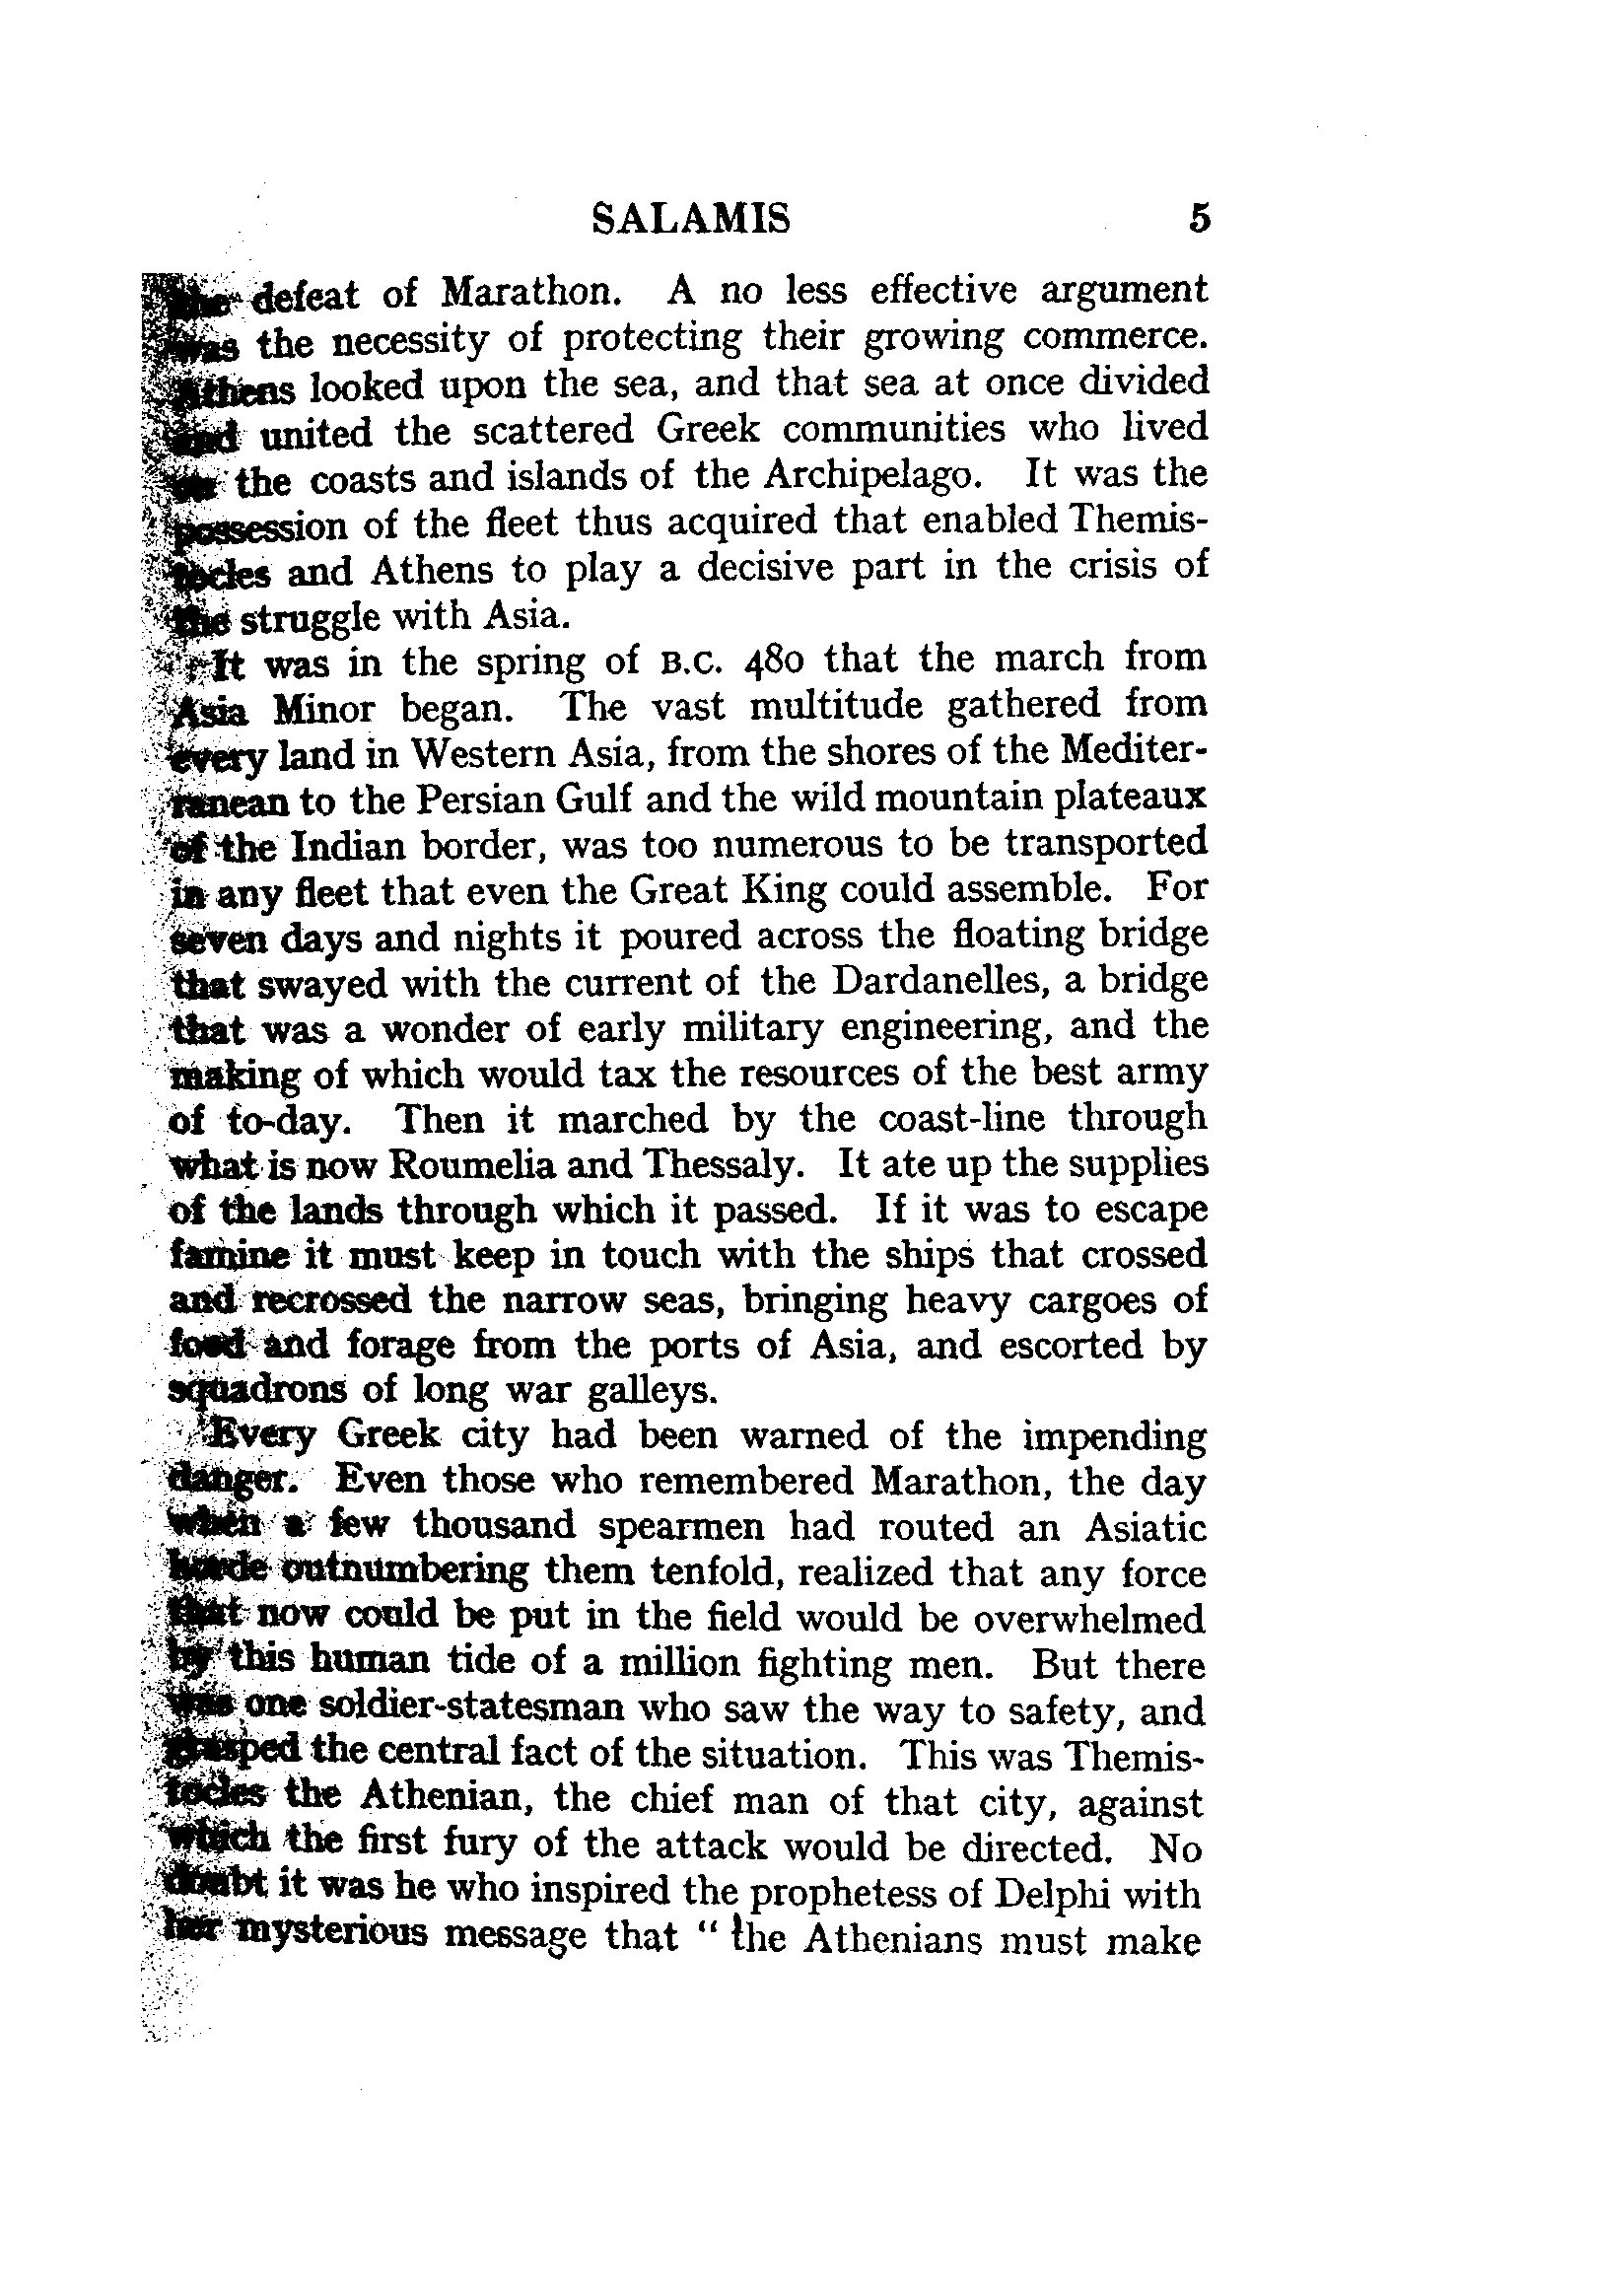 SALAMIS 5
the defeat of Marathon. A no less effective argument
was the necessity of protecting their growing commerce.
Athens looked upon the sea, and that sea at once divided
and united the scattered Greek communities who lived
on the coasts and islands of the Archipelago. It was the
possession of the fleet thus acquired that enabled Themis-
tocles and Athens to play a decisive part in the crisis of
the struggle with Asia.
It was in the spring of B.C. 480 that the march from
Asia Minor began. The vast multitude gathered from
every land in Western Asia, from the shores of the Mediter-
ranean to the Persian Gulf and the wild mountain plateaux
of the Indian border, was too numerous to be transported
in any fleet that even the Great King could assemble. For
seven days and nights it poured across the floating bridge
that swayed with the current of the Dardanelles, a bridge
that was a wonder of early military engineering, and the
making of which would tax the resources of the best army
of to-day. Then it marched by the coast-line through
what is now Roumelia and Thessaly. It ate up the supplies
of the lands through which it passed. If it was to escape
famine it must keep in touch with the ships that crossed
and recrossed the narrow seas, bringing heavy cargoes of
food and forage from the ports of Asia, and escorted by
squadrons of long war galleys.
Every Greek city had been warned of the impending
danger. Even those who remembered Marathon, the day
when a few thousand spearmen had routed an Asiatic
horde outnumbering them tenfold, realized that any force
that now could be put in the field would be overwhelmed
by this human tide of a million fighting men. But there
was one soldier-statesman who saw the way to safety, and
grasped the central fact of the situation. This was Themis-
tocles the Athenian, the chief man of that city, against
which the first fury of the attack would be directed. No
doubt it was he who inspired the prophetess of Delphi with
her mysterious message that “ the Athenians must make